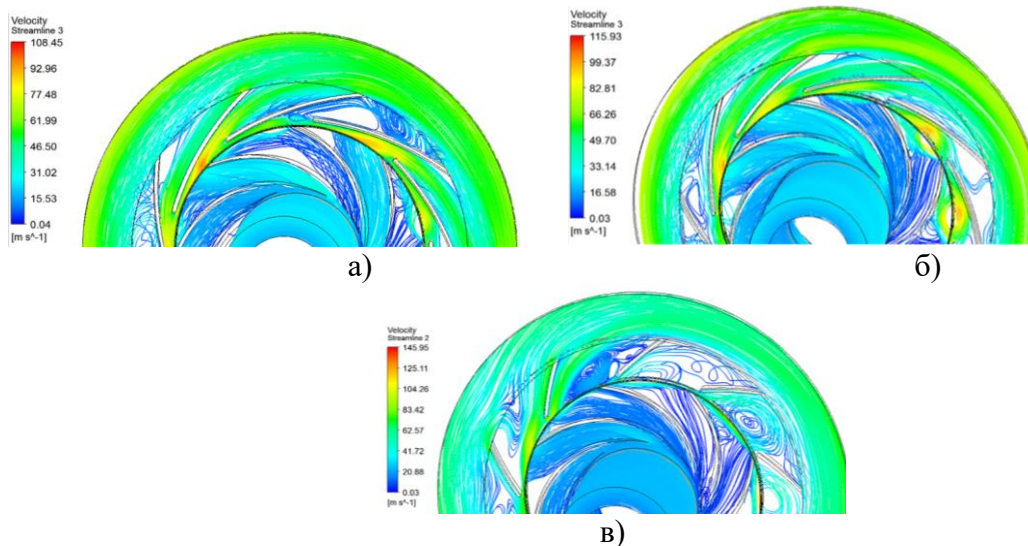 Velocity
Streamline 3
108.45
92.96
77.48
61.99
46.50
31.02
15.53
0.04
[m s^-1]
а)
Velocity
Streamline 3
115.93
99.37
82.81
66.26
49.70
33.14
16.58
0.03
[m s^-1]
б)
Velocity
Streamline 2
145.95
125.11
104.26
83.42
62.57
41.72
20.88
0.03
[m s^-1]
в)